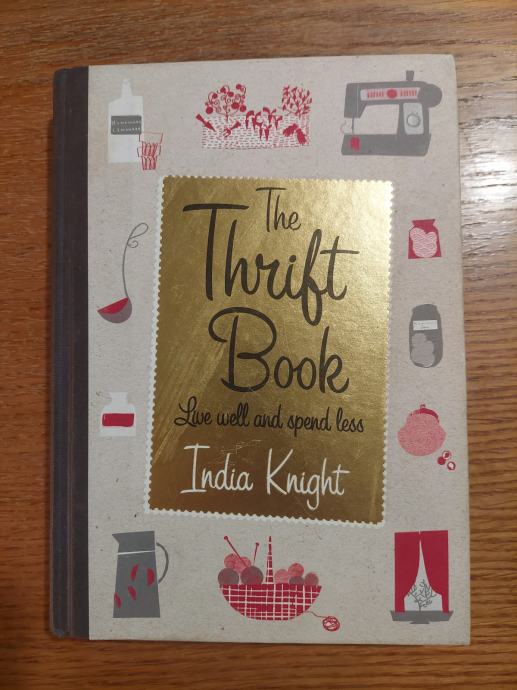 The
Thrift
Book
Live well and spend less
India Knight